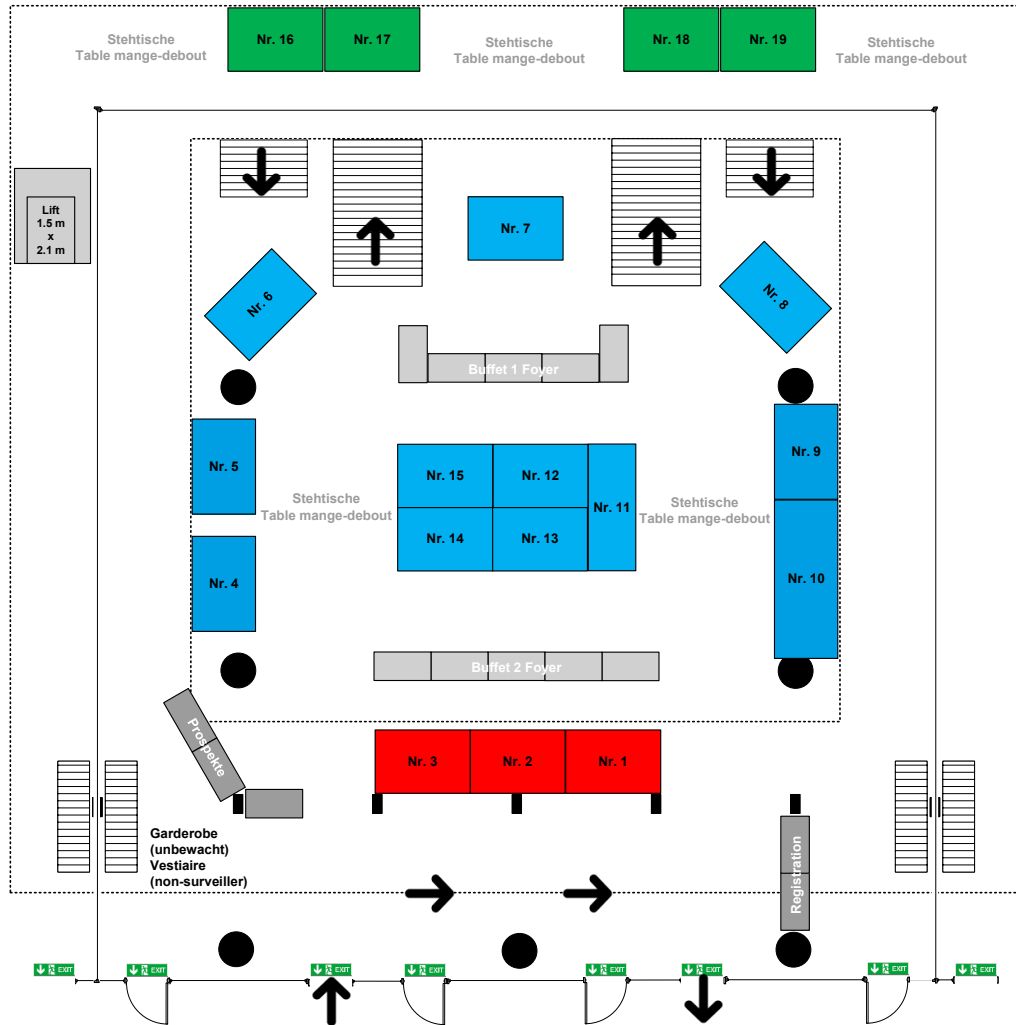 Nr. 16
Nr. 17
Nr. 18
Nr. 19
Stehtische
Table mange-debout
Stehtische
Table mange-debout
Stehtische
Table mange-debout
Lift
1.5 m
x
2.1 m
Nr. 7
Nr. 6
Nr. 8
Buffet 1 Foyer
Nr. 5
Nr. 15
Nr. 12
Nr. 11
Nr. 9
Stehtische
Table mange-debout
Stehtische
Table mange-debout
Nr. 14
Nr. 13
Nr. 4
Nr. 10
Buffet 2 Foyer
Prospekte
Nr. 3
Nr. 2
Nr. 1
Garderobe
(unbewacht)
Vestiaire
(non-surveiller)
Registration
EXIT
EXIT
EXIT
EXIT
EXIT
EXIT
EXIT
EXIT